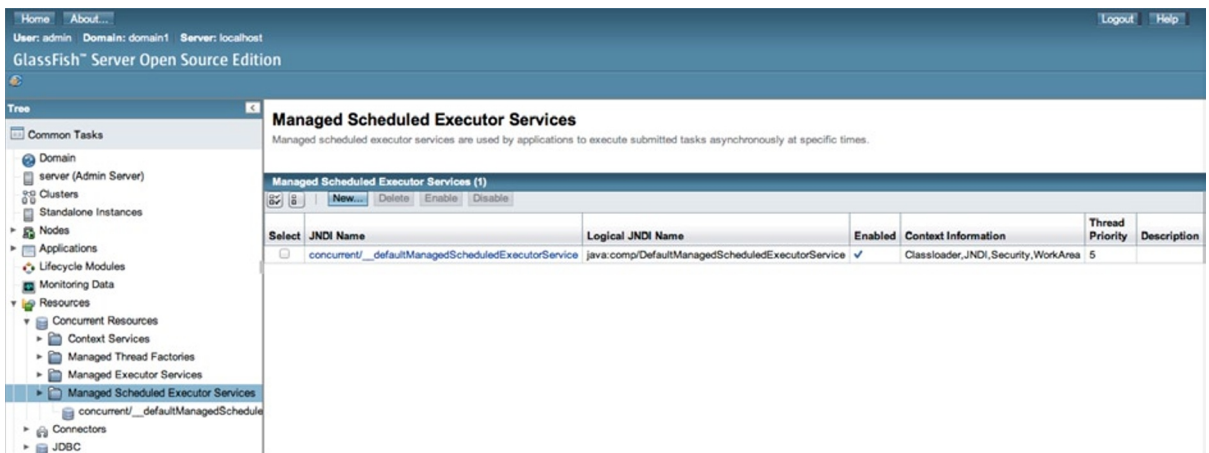 Home About... Logout Help
User: admin Domain: domain1 Server: localhost
GlassFish™ Server Open Source Edition
Tree
Common Tasks
Domain
server (Admin Server)
Clusters
Standalone Instances
Nodes
Applications
Lifecycle Modules
Monitoring Data
Resources
Concurrent Resources
Context Services
Managed Thread Factories
Managed Executor Services
Managed Scheduled Executor Services
concurrent/__defaultManagedSchedule
Connectors
JDBC
Managed Scheduled Executor Services
Managed scheduled executor services are used by applications to execute submitted tasks asynchronously at specific times.
Managed Scheduled Executor Services (1)
New... Delete Enable Disable
Select JNDI Name Logical JNDI Name Enabled Context Information Thread Priority Description
concurrent/__defaultManagedScheduledExecutorService java:comp/DefaultManagedScheduledExecutorService Classloader,JNDI,Security,WorkArea 5